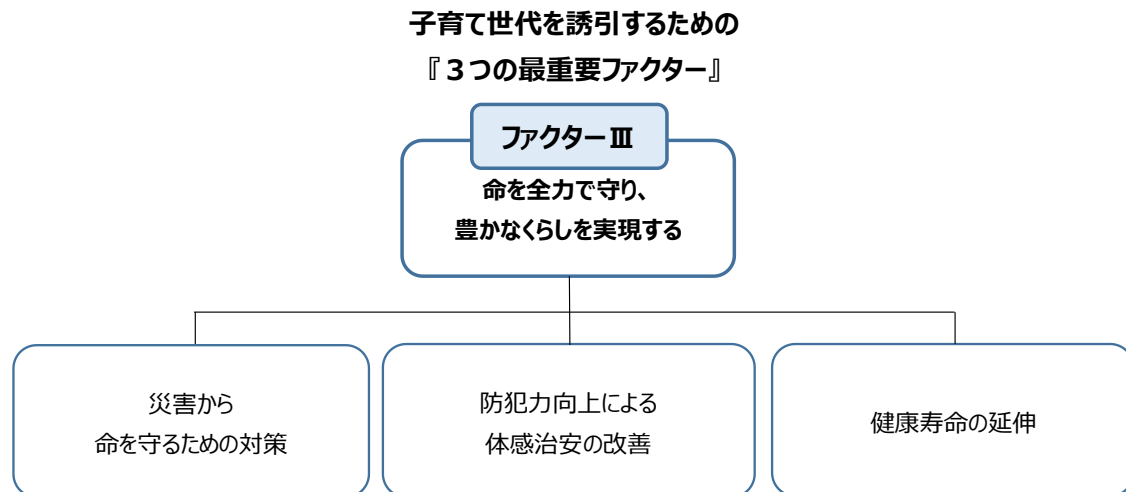 子育て世代を誘引するための
『３つの最重要ファクター』
ファクターⅢ
命を全力で守り、
豊かなくらしを実現する
災害から
命を守るための対策
防犯力向上による
体感治安の改善
健康寿命の延伸